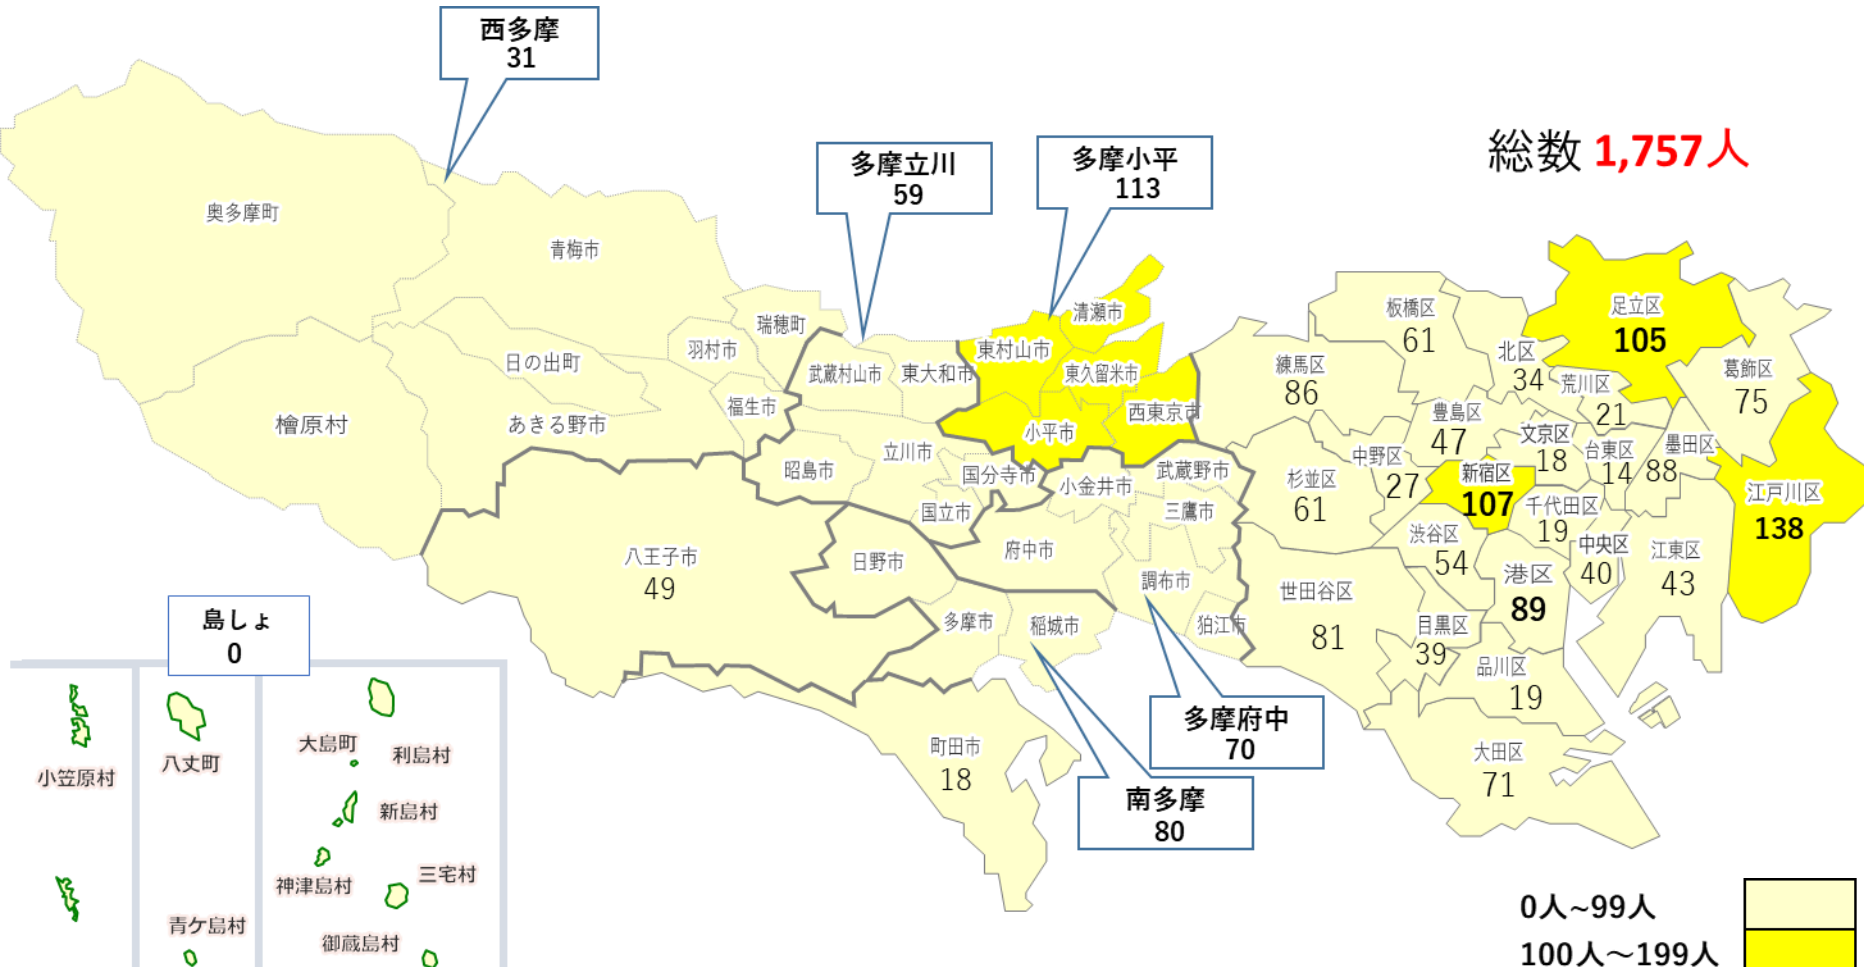 西多摩
31
多摩立川
59
多摩小平
113
総数 1,757人
奥多摩町
青梅市
瑞穂町
羽村市
日の出町
福生市
あきる野市
檜原村
武蔵村山市
東大和市
東村山市
清瀬市
東久留米市
西東京市
小平市
昭島市
立川市
国分寺市
国立市
小金井市
武蔵野市
三鷹市
府中市
調布市
狛江市
八王子市
49
日野市
多摩市
稲城市
町田市
18
多摩府中
70
南多摩
80
板橋区
61
練馬区
86
北区
34
足立区
105
葛飾区
75
荒川区
21
豊島区
47
文京区
18
台東区
14
墨田区
88
中野区
27
杉並区
61
新宿区
107
千代田区
19
江戸川区
138
渋谷区
54
中央区
40
江東区
43
港区
89
世田谷区
81
目黒区
39
品川区
19
大田区
71
島しょ
0
小笠原村
八丈町
青ケ島村
大島町
利島村
新島村
神津島村
三宅村
御蔵島村
0人~99人
100人～199人